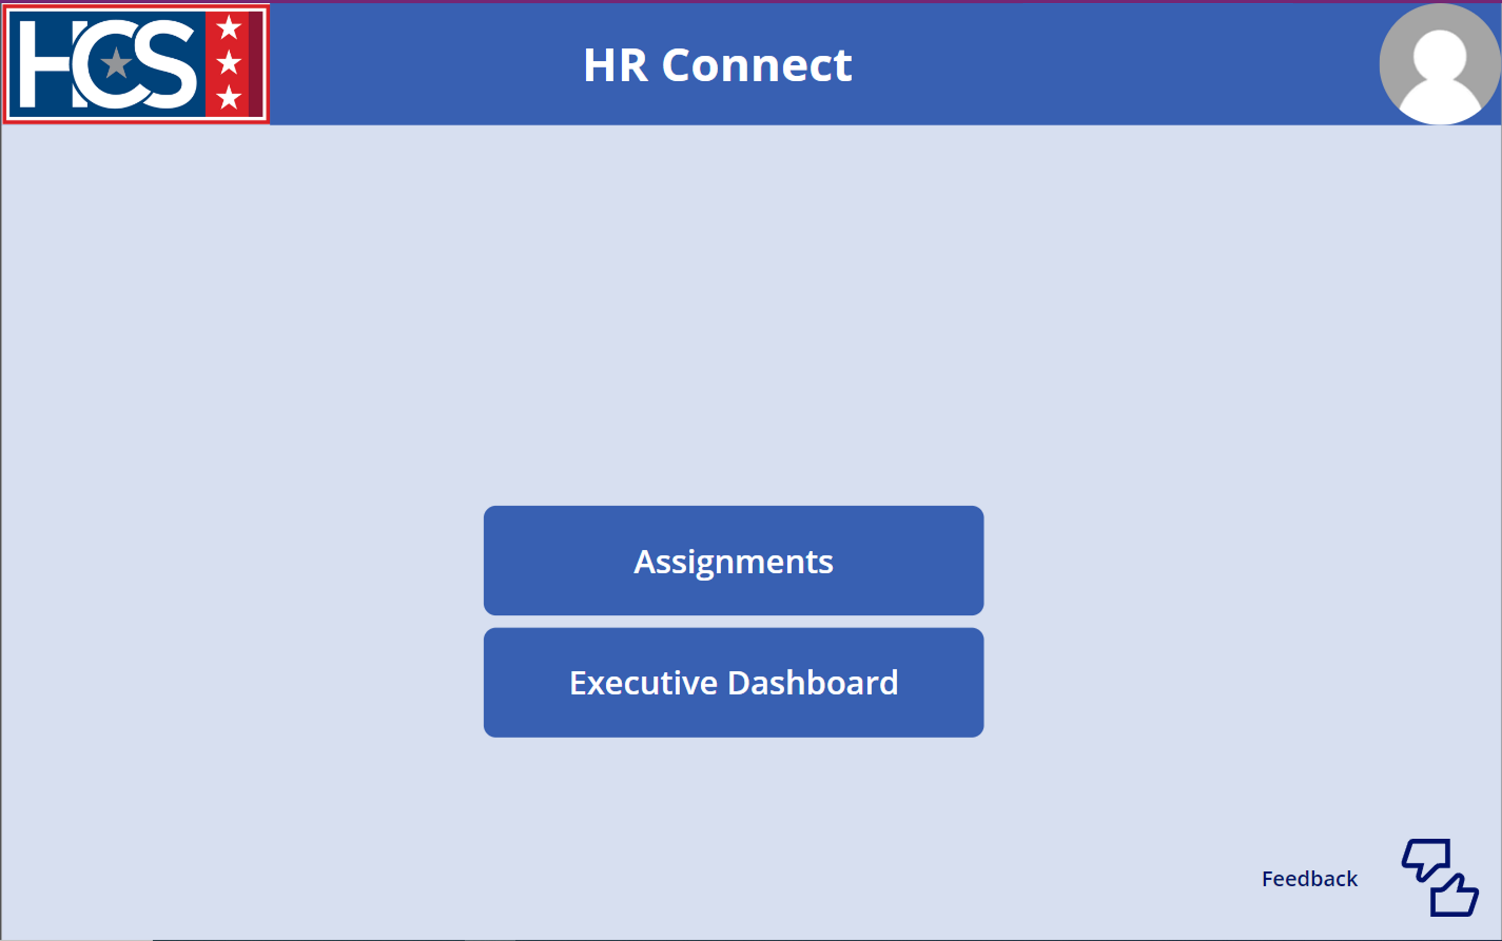 HCS
HR Connect
Assignments
Executive Dashboard
Feedback